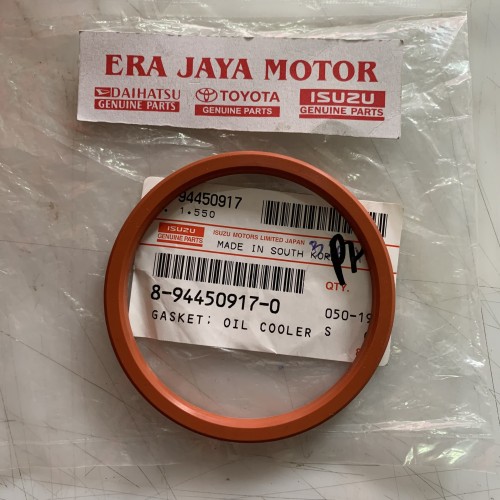 ERA JAYA MOTOR
DAIHATSU TOYOTA ISUZU
GENUINE PARTS GENUINE PARTS GENUINE PARTS
94450917
1.550
ISUZU
GENUINE PARTS
ISUZU MOTORS LIMITED JAPAN
MADE IN SOUTH
QTY.
8-94450917-0
050-19
GASKET: OIL COOLER S